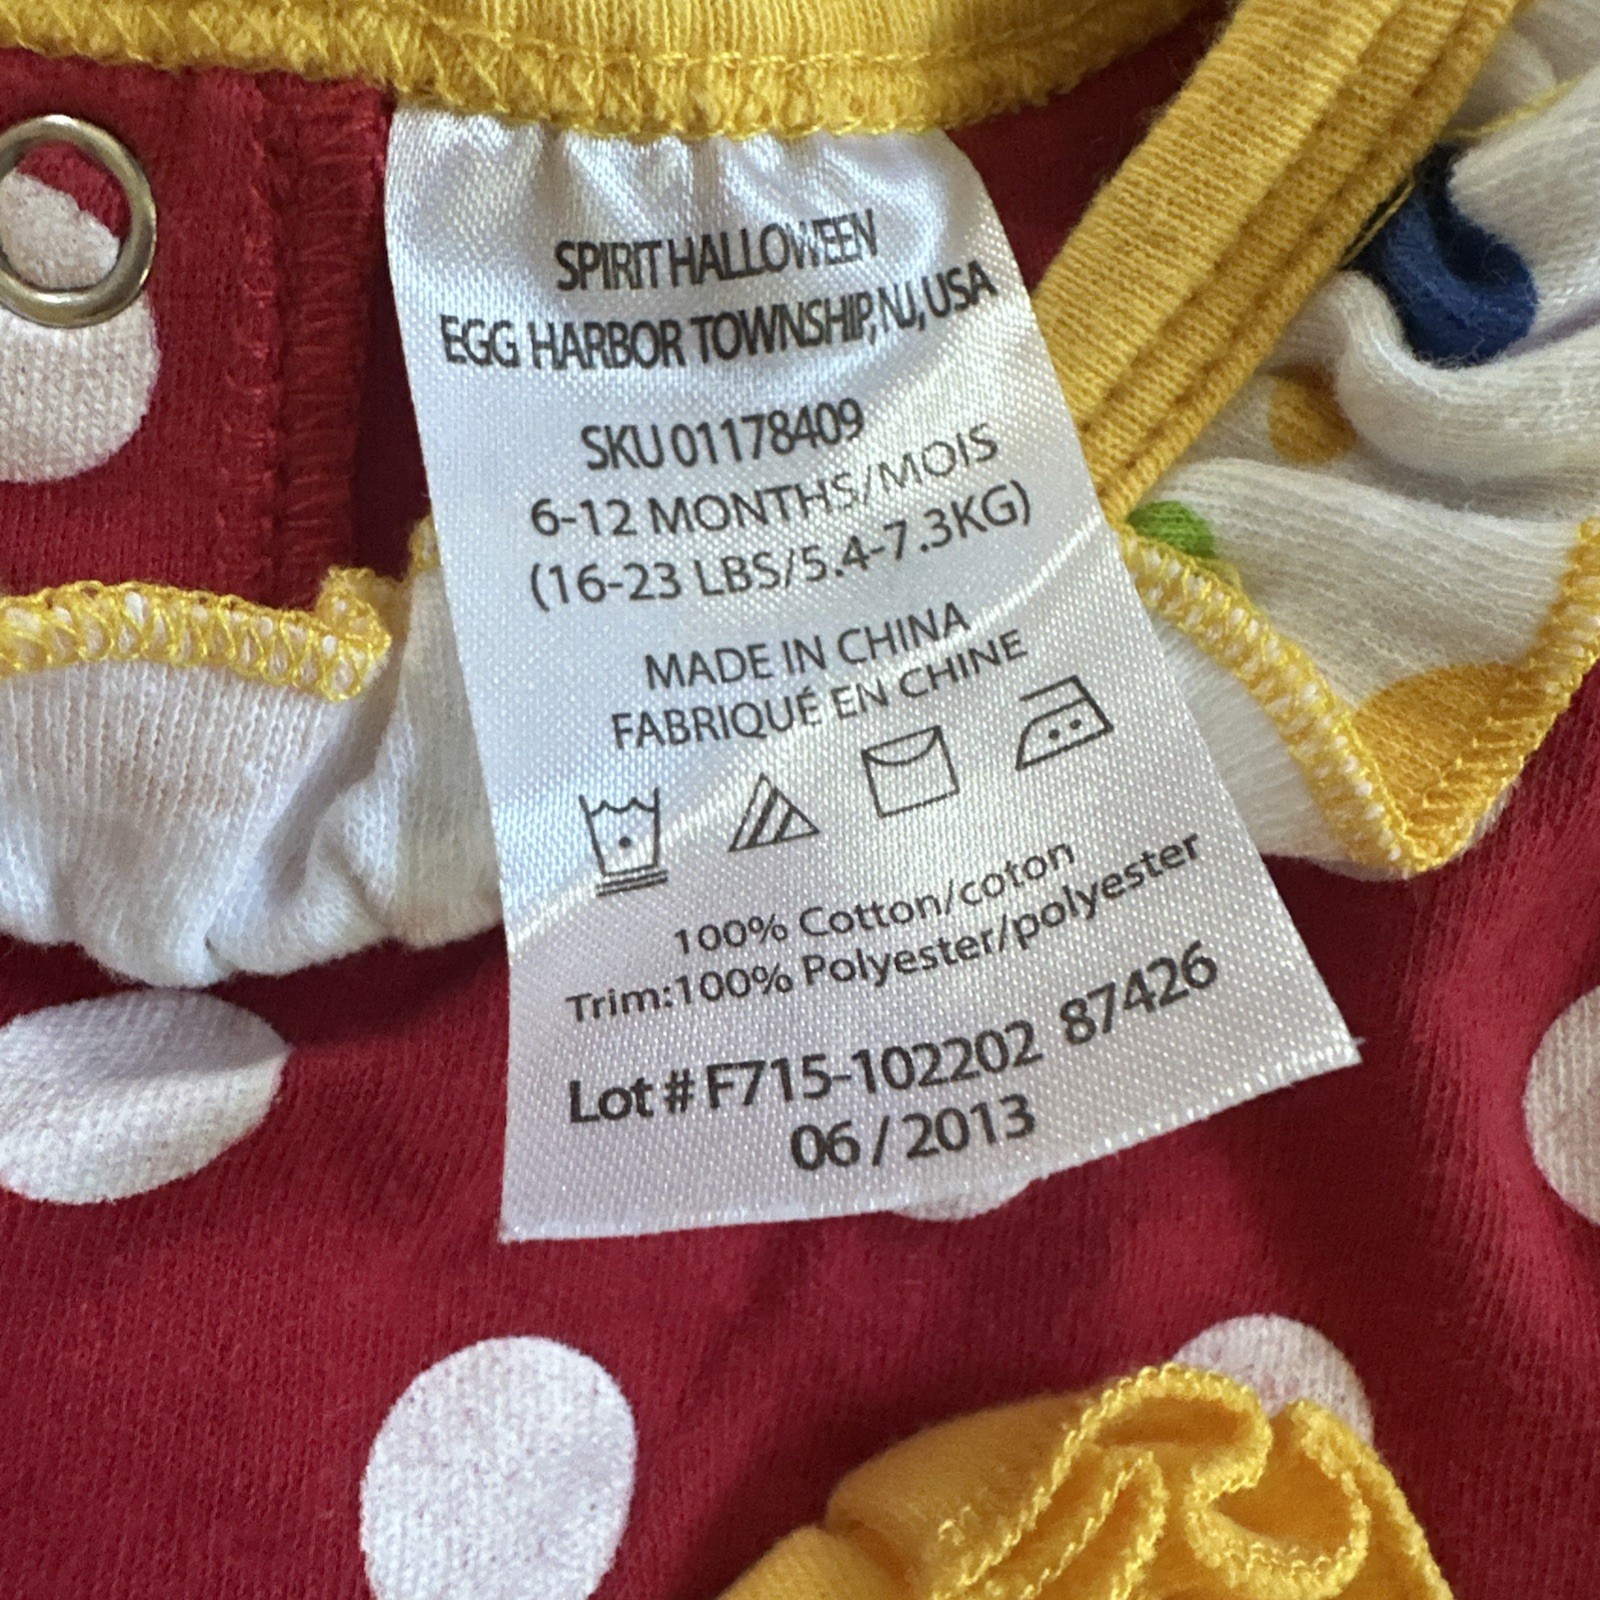 SPIRIT HALLOWEEN
EGG HARBOR TOWNSHIP, NJ, USA
SKU 01178409
6-12 MONTHS/MOIS
(16-23 LBS/5.4-7.3KG)
MADE IN CHINA
FABRIQUÉ EN CHINE
100% Cotton/coton
Trim:100% Polyester/polyester
Lot # F715-102202 87426
06 / 2013